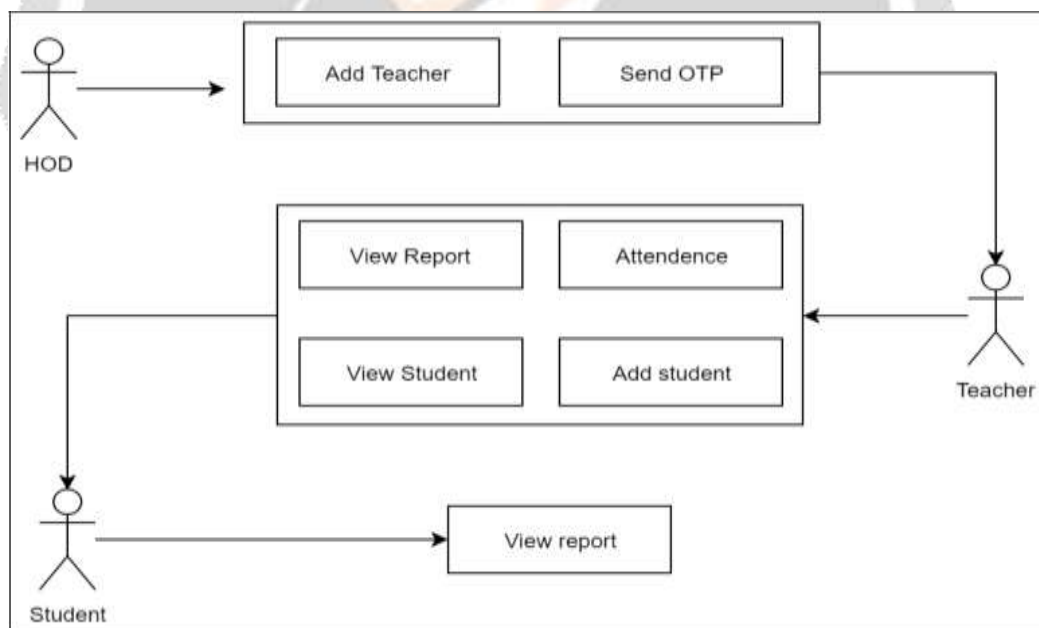 Add Teacher
Send OTP
HOD
View Report
Attendence
View Student
Add student
Teacher
View report
Student